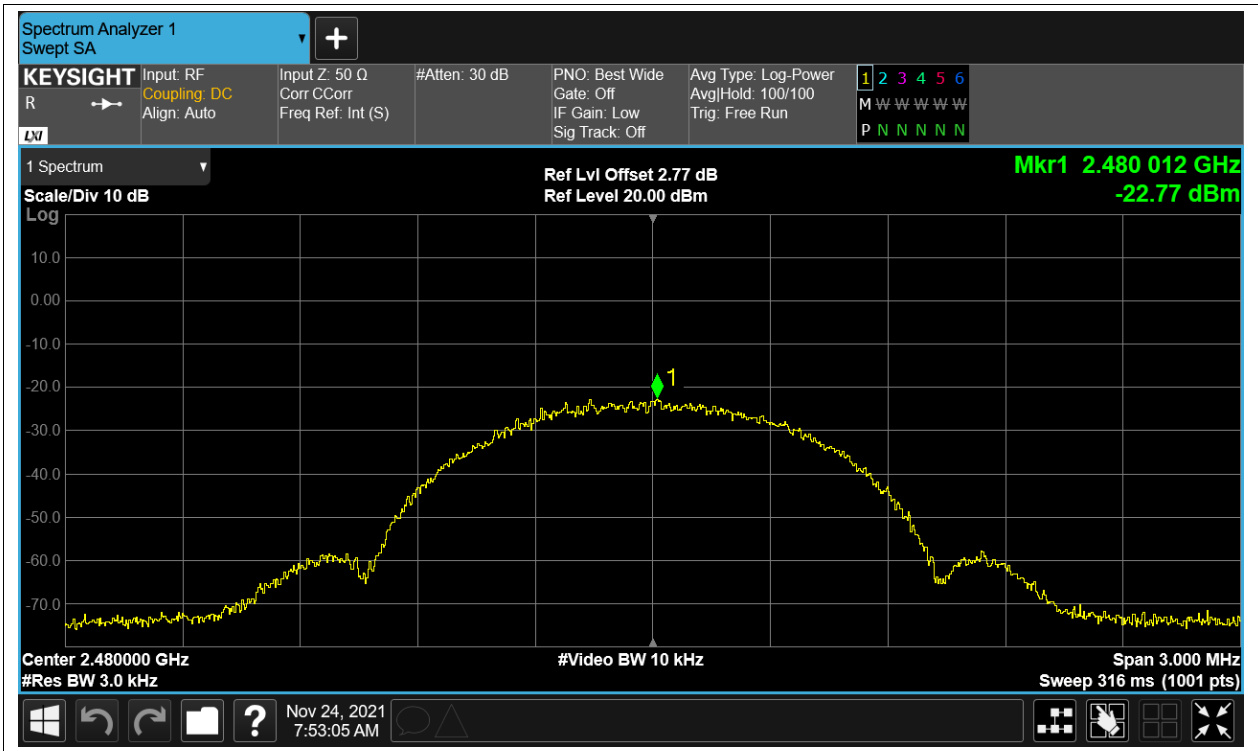 Spectrum Analyzer 1
Swept SA
KEYSIGHT
R
LXI
Input: RF
Coupling: DC
Align: Auto
Input Z: 50 Ω
Corr CCorr
Freq Ref: Int (S)
#Atten: 30 dB
PNO: Best Wide
Gate: Off
IF Gain: Low
Sig Track: Off
Avg Type: Log-Power
Avg|Hold: 100/100
Trig: Free Run
1 2 3 4 5 6
M W W W W W
P N N N N N
1 Spectrum
Scale/Div 10 dB
Log
Ref Lvl Offset 2.77 dB
Ref Level 20.00 dBm
Mkr1 2.480 012 GHz
-22.77 dBm
10.0
0.00
-10.0
-20.0
-30.0
-40.0
-50.0
-60.0
-70.0
1
Center 2.480000 GHz
#Res BW 3.0 kHz
#Video BW 10 kHz
Span 3.000 MHz
Sweep 316 ms (1001 pts)
?
Nov 24, 2021
7:53:05 AM